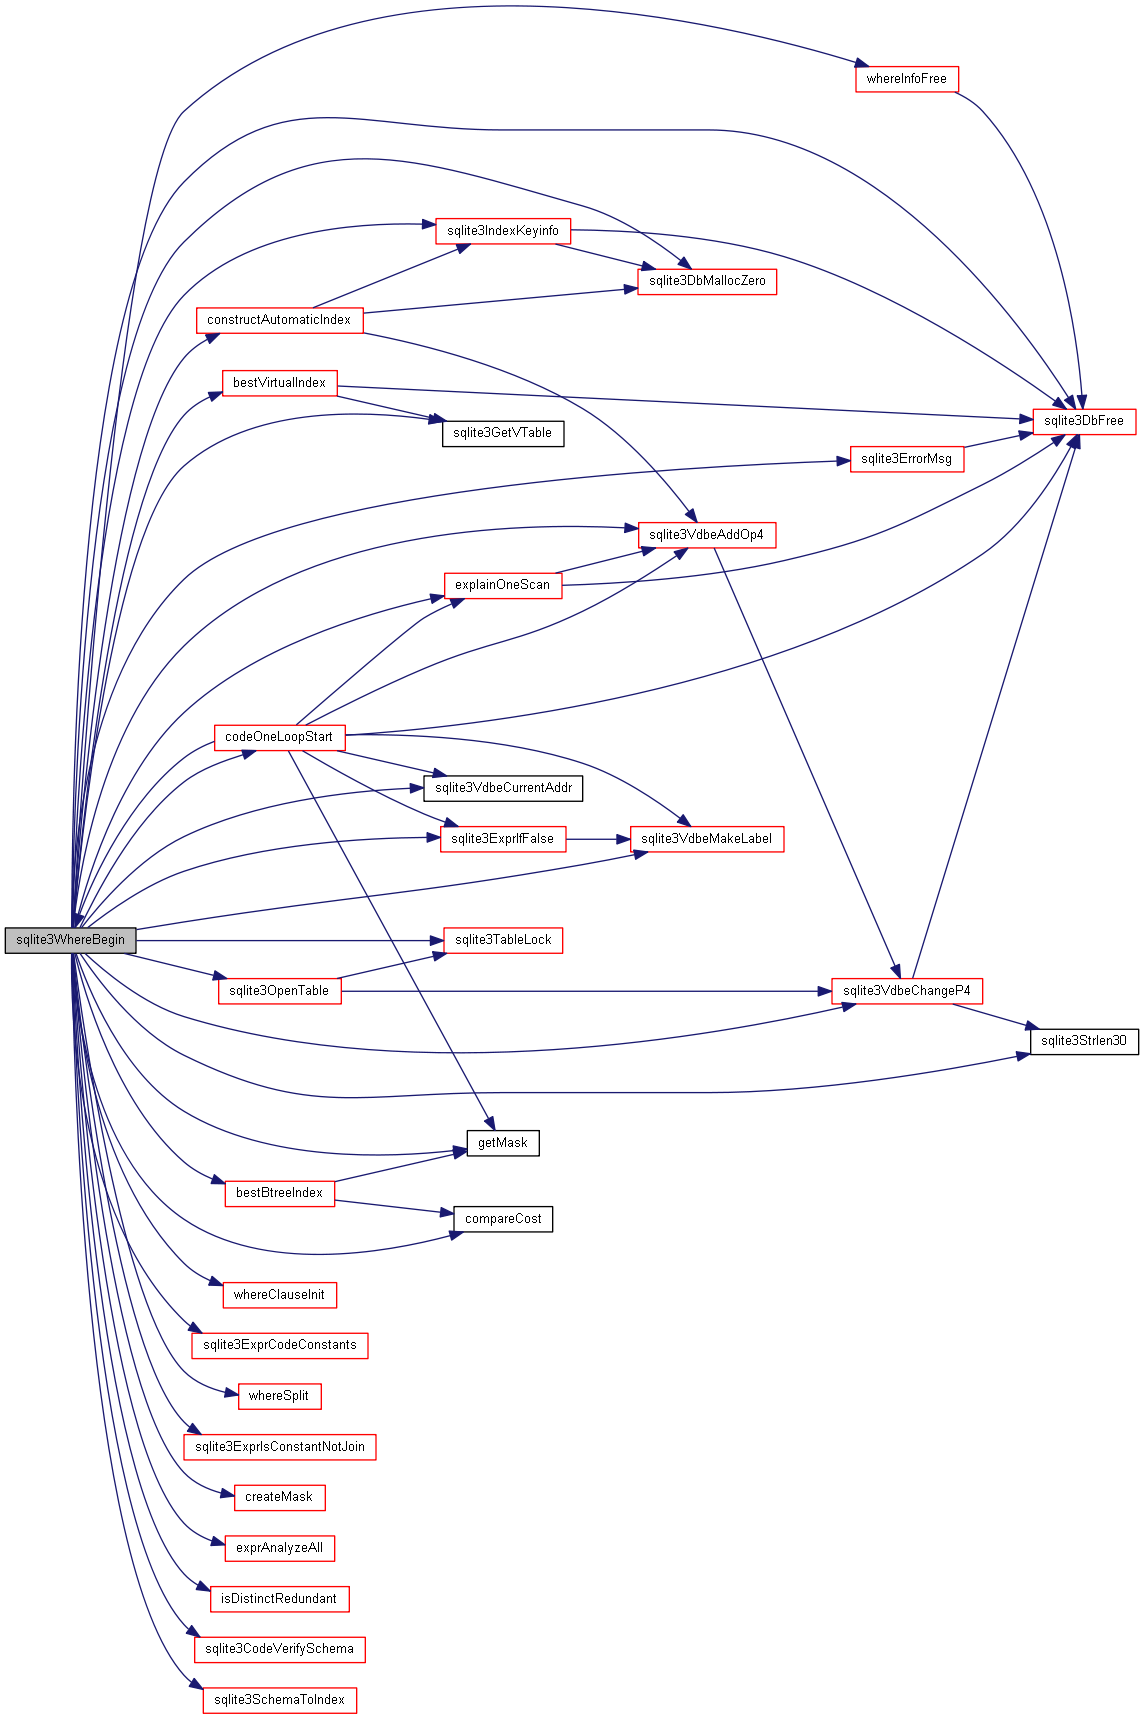 whereInfoFree
sqlite3IndexKeyinfo
sqlite3DbMallocZero
constructAutomaticIndex
bestVirtualIndex
sqlite3DbFree
sqlite3GetVTable
sqlite3ErrorMsg
sqlite3VdbeAddOp4
explainOneScan
codeOneLoopStart
sqlite3VdbeCurrentAddr
sqlite3ExprIfFalse
sqlite3VdbeMakeLabel
sqlite3WhereBegin
sqlite3TableLock
sqlite3OpenTable
sqlite3VdbeChangeP4
sqlite3Strlen30
getMask
bestBtreeIndex
compareCost
whereClauseInit
sqlite3ExprCodeConstants
whereSplit
sqlite3ExprIsConstantNotJoin
createMask
exprAnalyzeAll
isDistinctRedundant
sqlite3CodeVerifySchema
sqlite3SchemaToIndex